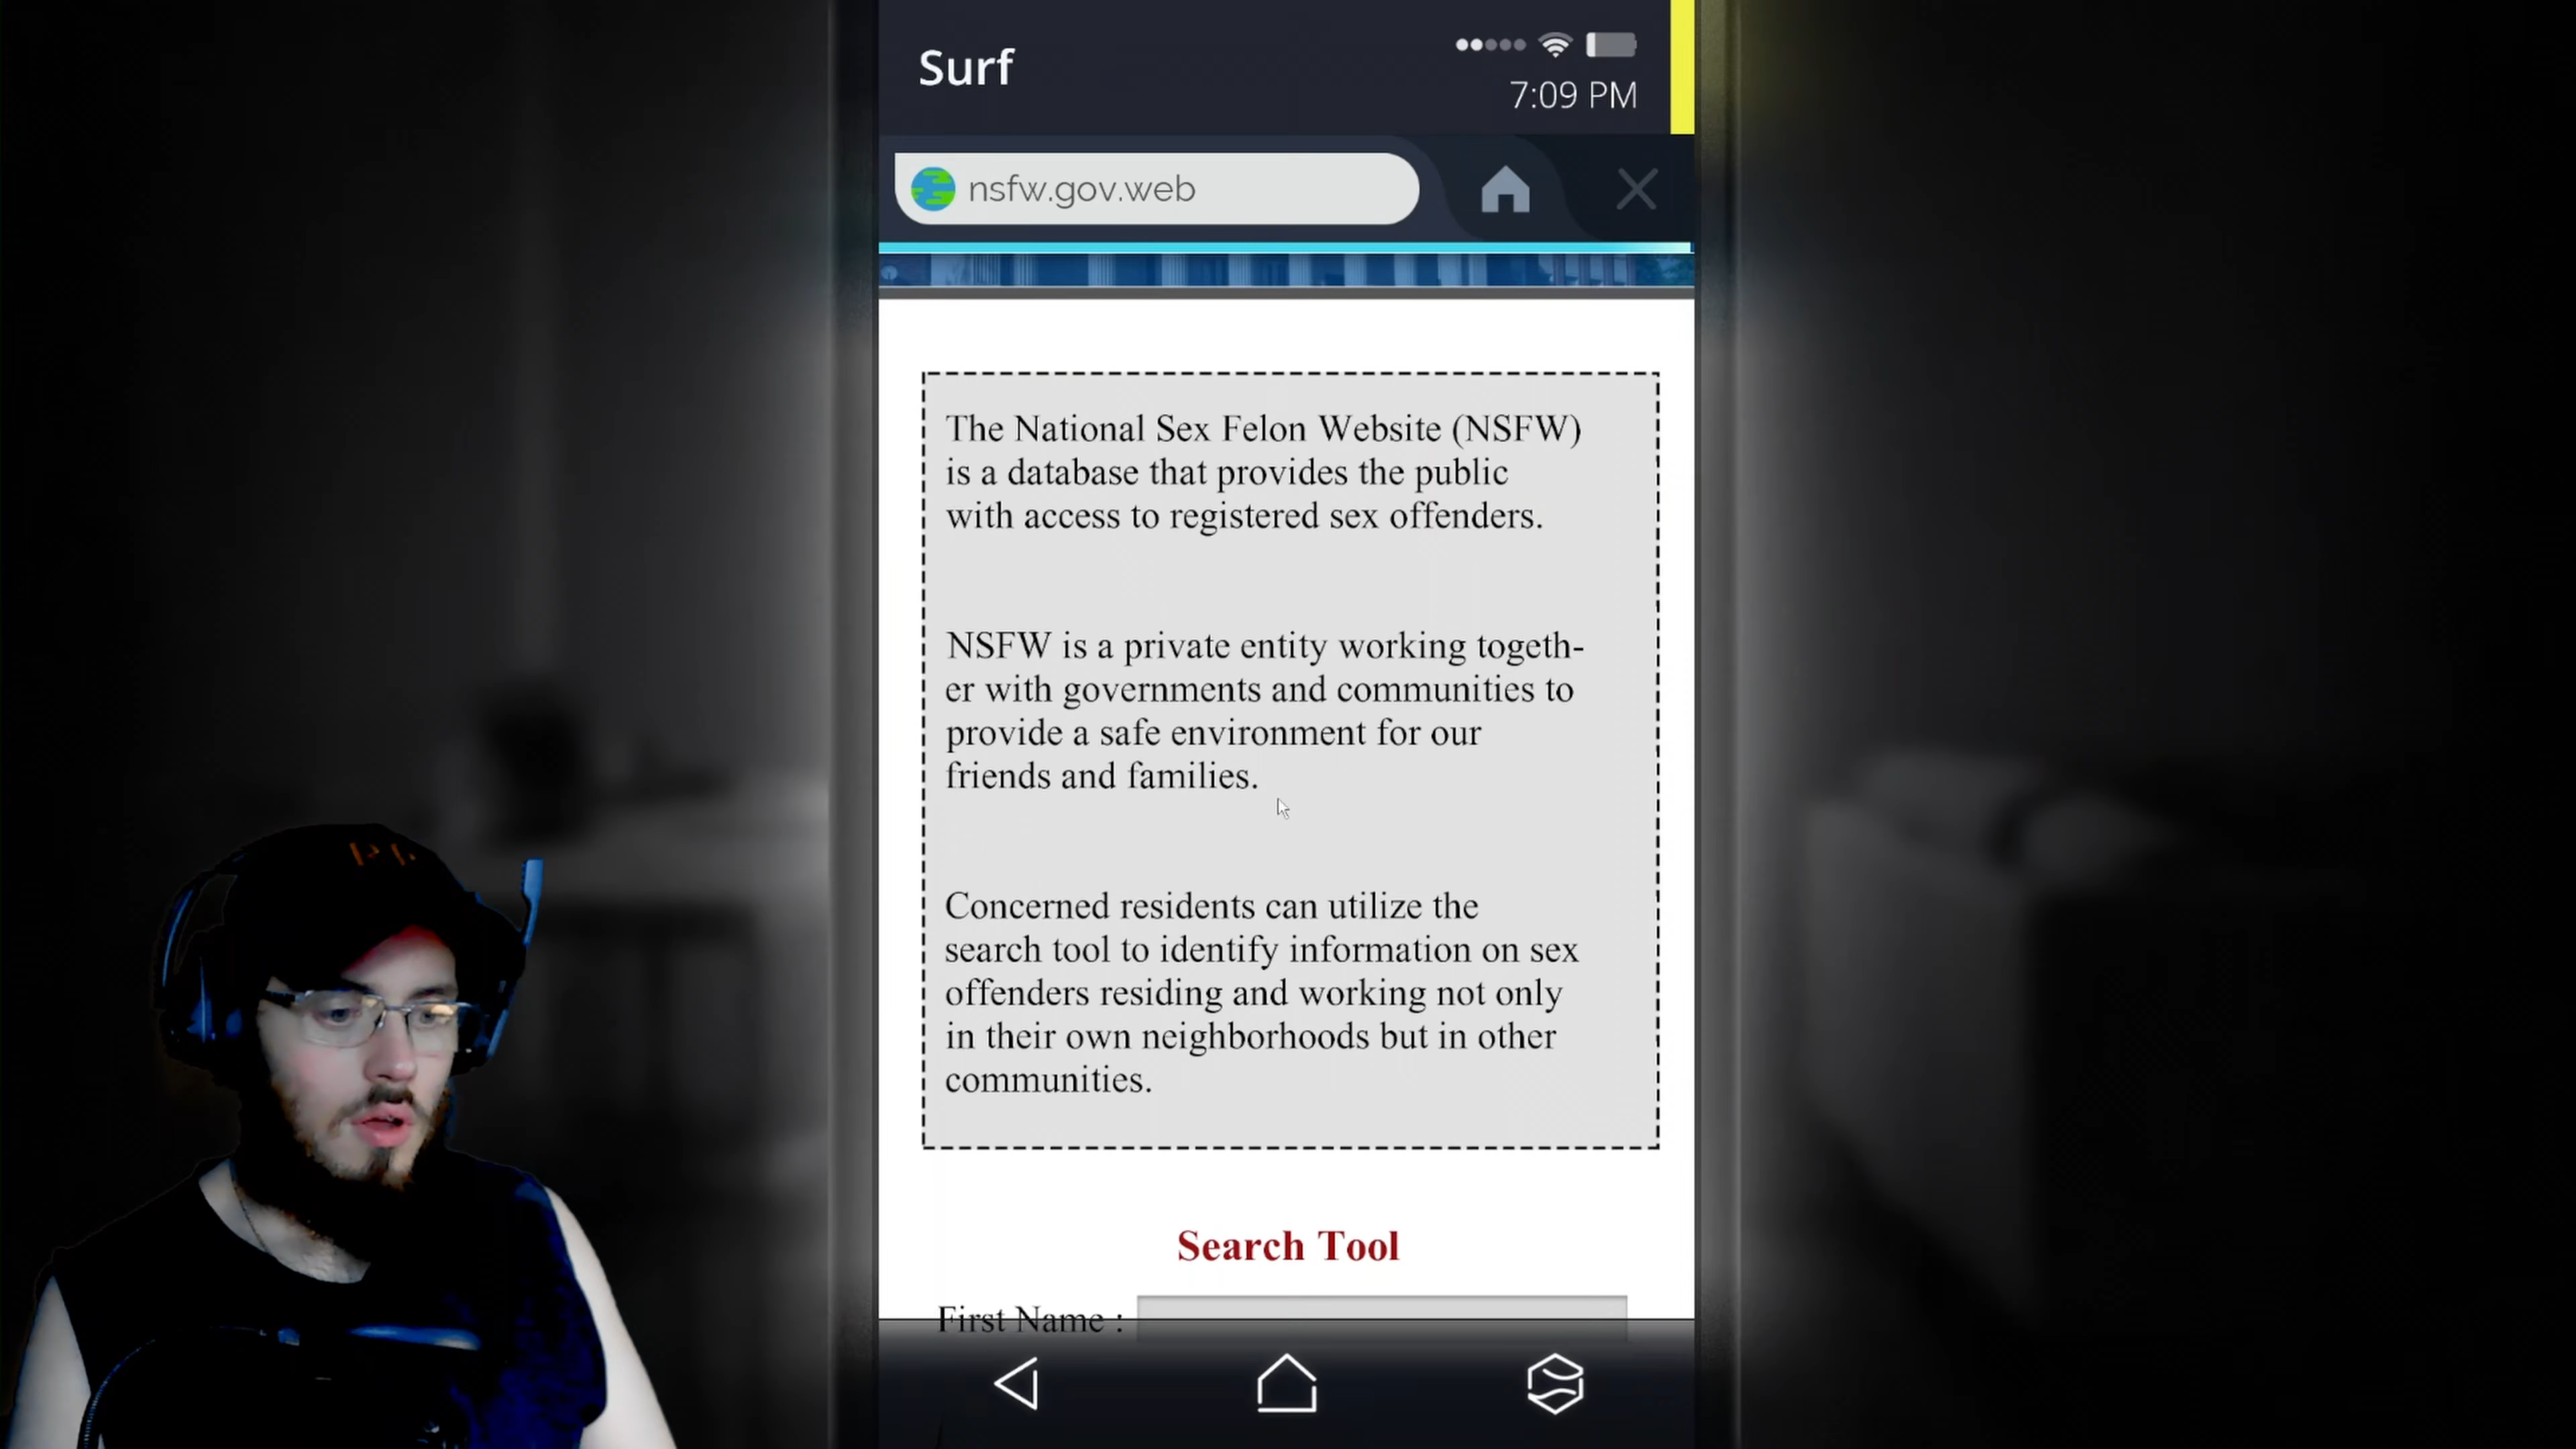 Surf
7:09 PM
nsfw.gov.web
The National Sex Felon Website (NSFW)
is a database that provides the public
with access to registered sex offenders.
NSFW is a private entity working togeth-
er with governments and communities to
provide a safe environment for our
friends and families.
Concerned residents can utilize the
search tool to identify information on sex
offenders residing and working not only
in their own neighborhoods but in other
communities.
Search Tool
First Name :